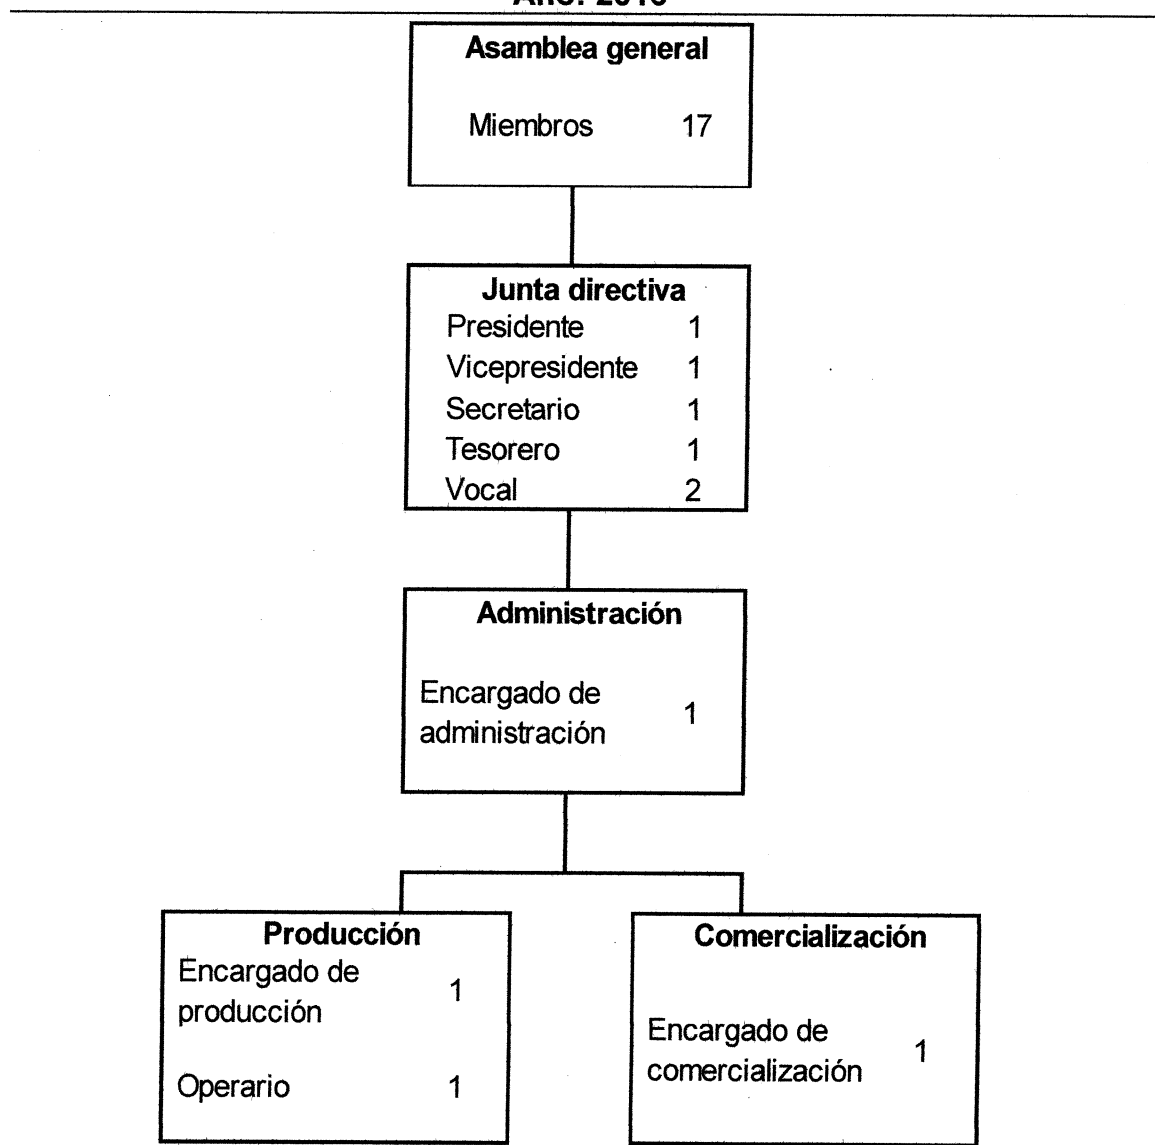 Asamblea general
Miembros 17
Junta directiva
Presidente 1
Vicepresidente 1
Secretario 1
Tesorero 1
Vocal 2
Administración
Encargado de
administración 1
Producción
Encargado de
producción 1
Operario 1
Comercialización
Encargado de
comercialización 1